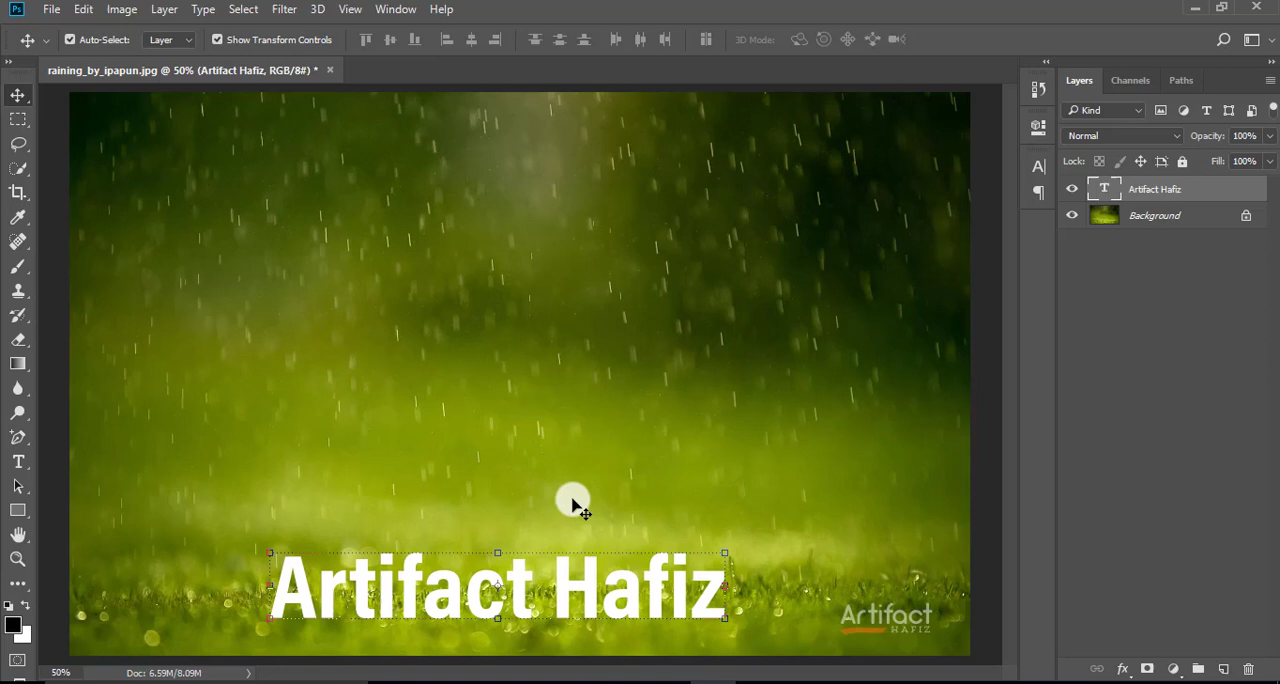 Ps File Edit Image Layer Type Select Filter 3D View Window Help
Auto-Select: Layer Show Transform Controls 3D Mode:
raining_by_ipapun.jpg @ 50% (Artifact Hafiz, RGB/8#) *
Layers Channels Paths
Kind
Normal Opacity: 100%
Lock: Fill: 100%
T Artifact Hafiz
Background
Artifact Hafiz
Artifact
HAFIZ
50% Doc: 6.59M/8.09M
fx